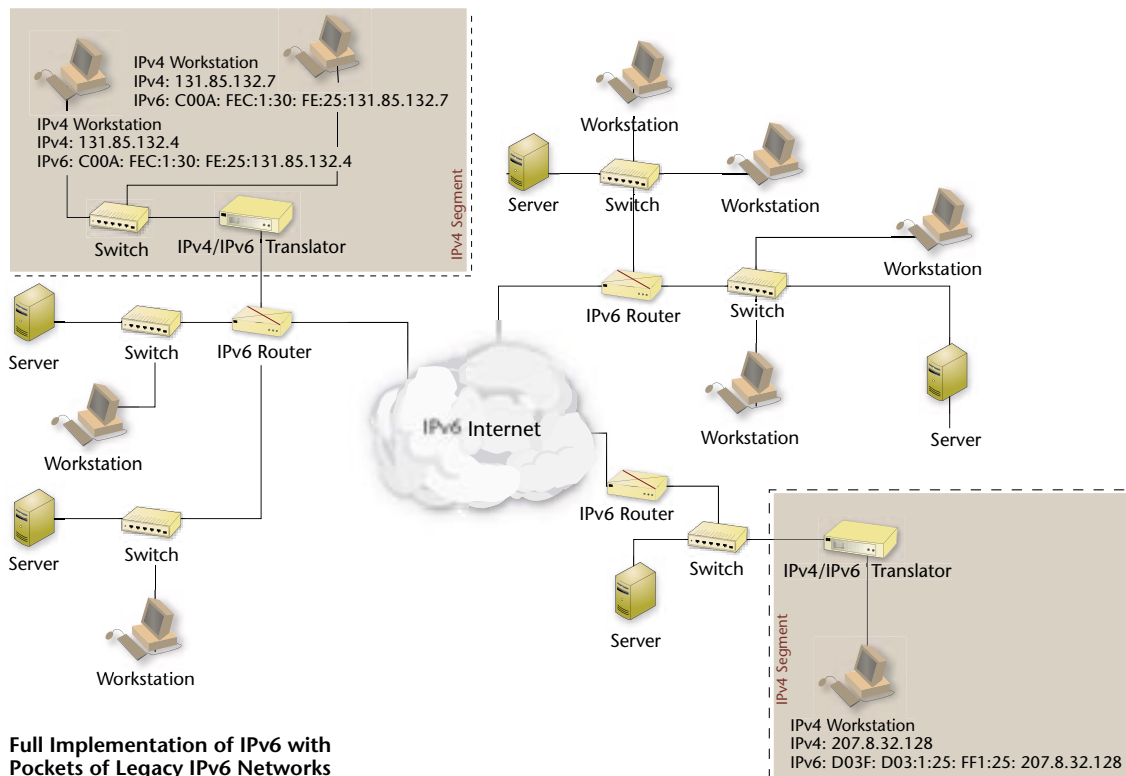 IPv4 Workstation
IPv4: 131.85.132.7
IPv6: C00A: FEC:1:30: FE:25:131.85.132.7
IPv4 Workstation
IPv4: 131.85.132.4
IPv6: C00A: FEC:1:30: FE:25:131.85.132.4
Switch
IPv4/IPv6 Translator
IPv4 Segment
Server
Switch
IPv6 Router
Workstation
Server
Switch
Workstation
IPv6 Internet
Workstation
Server
Switch
Workstation
Workstation
IPv6 Router
Switch
Workstation
Server
IPv6 Router
Switch
Server
IPv4/IPv6 Translator
IPv4 Segment
IPv4 Workstation
IPv4: 207.8.32.128
IPv6: D03F: D03:1:25: FF1:25: 207.8.32.128
Full Implementation of IPv6 with
Pockets of Legacy IPv6 Networks